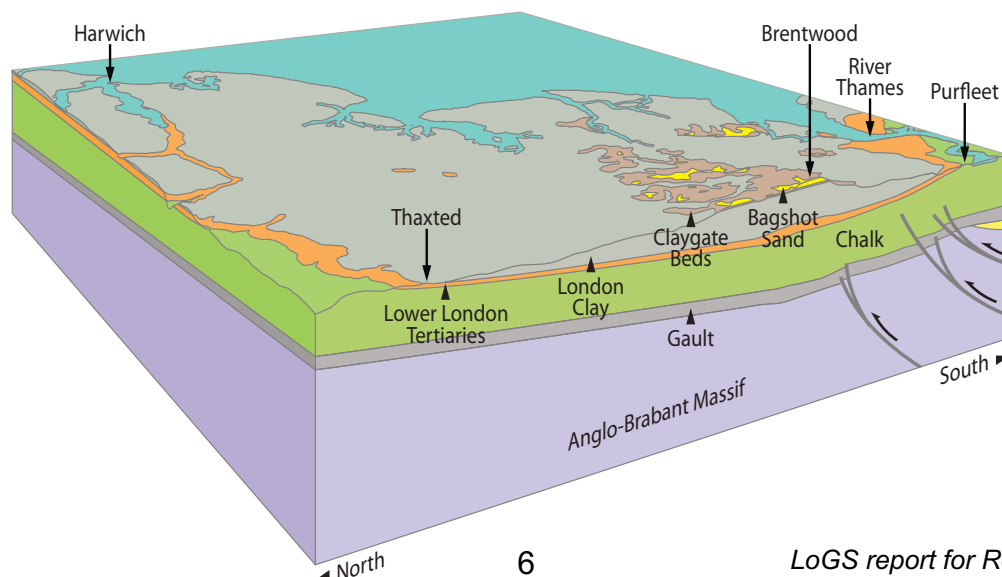 Harwich
Brentwood
River
Thames
Purfleet
Thaxted
Claygate
Beds
Bagshot
Sand
Chalk
Lower London
Tertiaries
London
Clay
Gault
South
Anglo-Brabant Massif
North
6
LoGS report for R